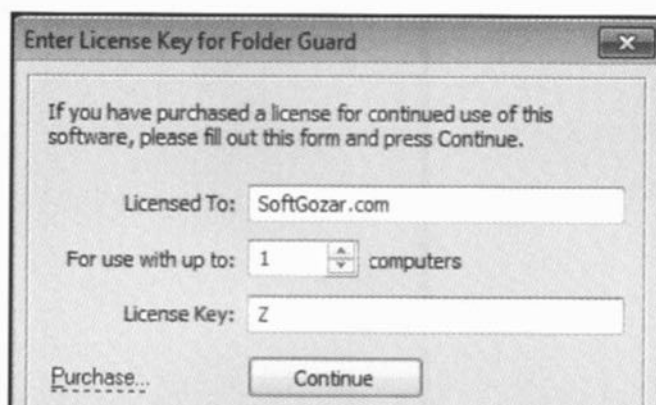 Enter License Key for Folder Guard
If you have purchased a license for continued use of this
software, please fill out this form and press Continue.
Licensed To: SoftGozar.com
For use with up to: 1 computers
License Key: Z
Purchase... Continue